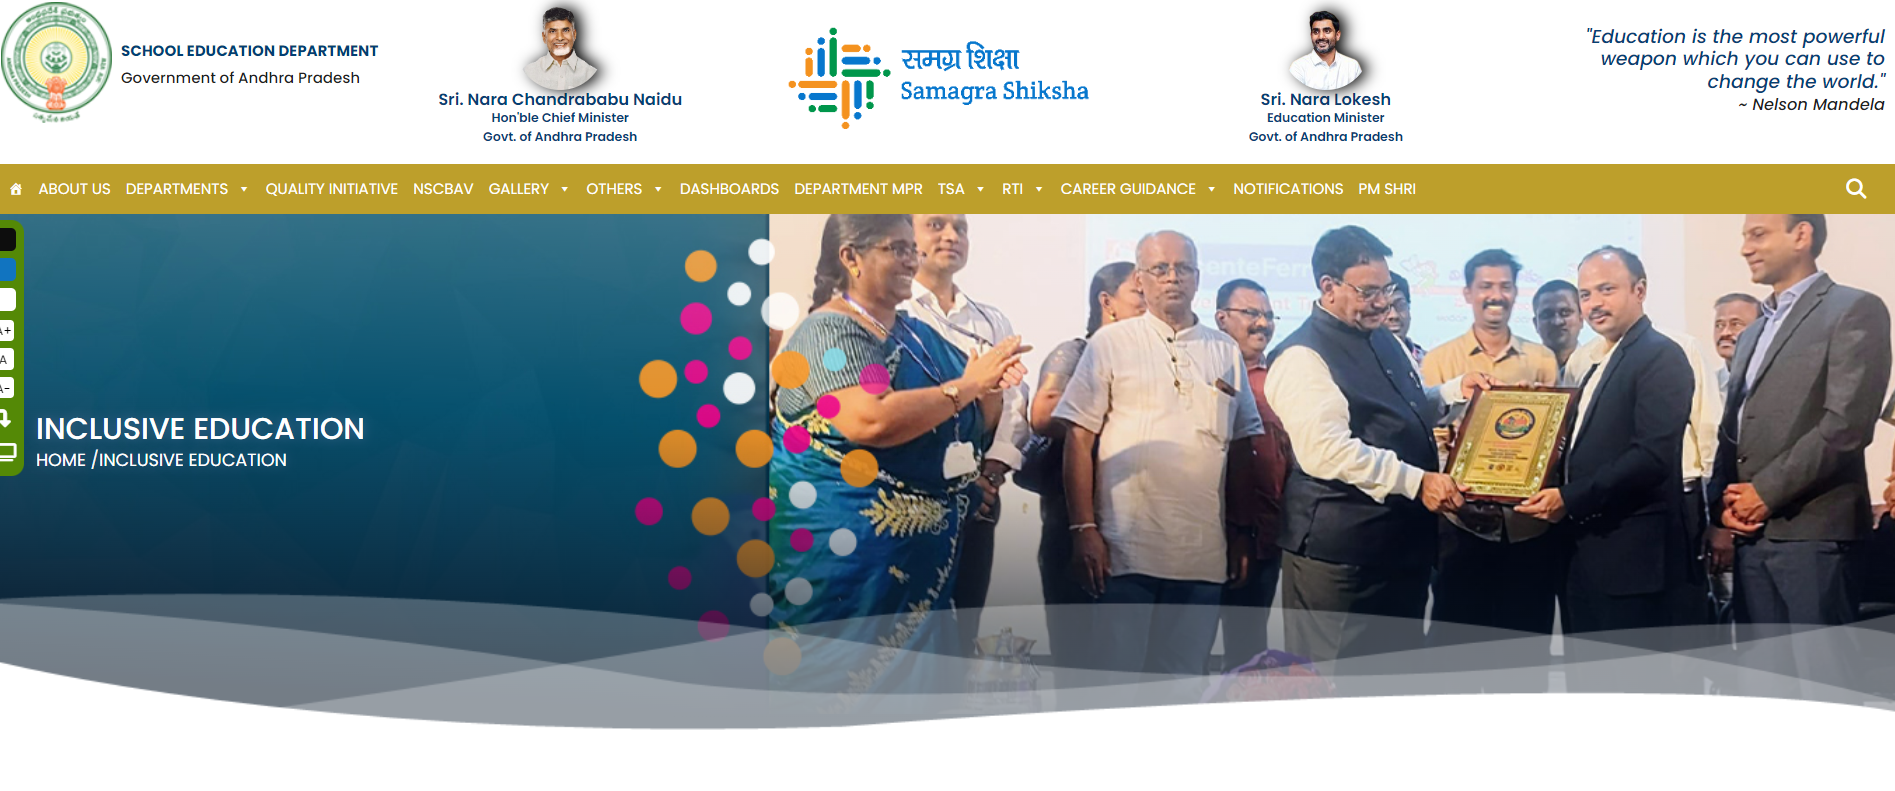 SCHOOL EDUCATION DEPARTMENT
Government of Andhra Pradesh
Sri. Nara Chandrababu Naidu
Hon'ble Chief Minister
Govt. of Andhra Pradesh
समग्र शिक्षा
Samagra Shiksha
Sri. Nara Lokesh
Education Minister
Govt. of Andhra Pradesh
"Education is the most powerful
weapon which you can use to
change the world."
~ Nelson Mandela
ABOUT US DEPARTMENTS QUALITY INITIATIVE NSCBAV GALLERY OTHERS DASHBOARDS DEPARTMENT MPR TSA RTI CAREER GUIDANCE NOTIFICATIONS PM SHRI
A+
A
A-
INCLUSIVE EDUCATION
HOME /INCLUSIVE EDUCATION